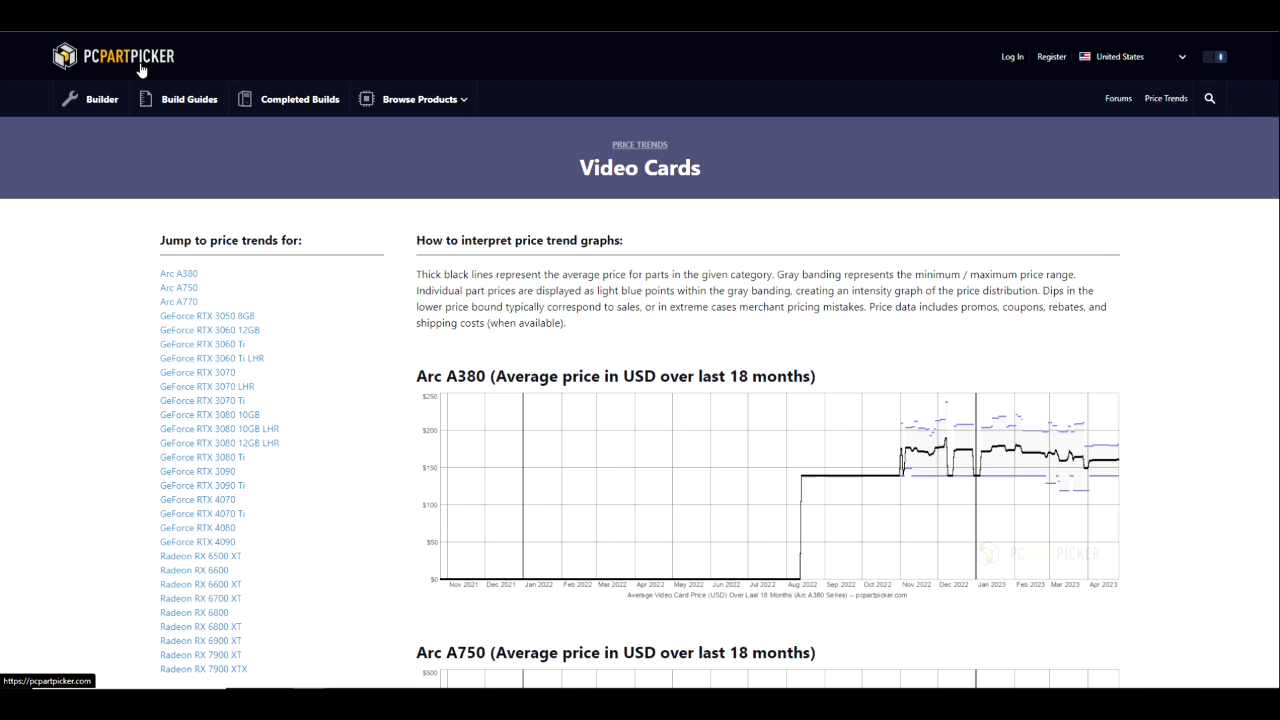 PCPARTPICKER
Log In Register United States
Builder Build Guides Completed Builds Browse Products Forums Price Trends
PRICE TRENDS
Video Cards
Jump to price trends for:
Arc A380
Arc A750
Arc A770
GeForce RTX 3050 8GB
GeForce RTX 3060 12GB
GeForce RTX 3060 Ti
GeForce RTX 3060 Ti LHR
GeForce RTX 3070
GeForce RTX 3070 LHR
GeForce RTX 3070 Ti
GeForce RTX 3080 10GB
GeForce RTX 3080 10GB LHR
GeForce RTX 3080 12GB LHR
GeForce RTX 3080 Ti
GeForce RTX 3090
GeForce RTX 3090 Ti
GeForce RTX 4070
GeForce RTX 4070 Ti
GeForce RTX 4080
GeForce RTX 4090
Radeon RX 6500 XT
Radeon RX 6600
Radeon RX 6600 XT
Radeon RX 6700 XT
Radeon RX 6800
Radeon RX 6800 XT
Radeon RX 6900 XT
Radeon RX 7900 XT
Radeon RX 7900 XTX
How to interpret price trend graphs:
Thick black lines represent the average price for parts in the given category. Gray banding represents the minimum / maximum price range.
Individual part prices are displayed as light blue points within the gray banding, creating an intensity graph of the price distribution. Dips in the
lower price bound typically correspond to sales, or in extreme cases merchant pricing mistakes. Price data includes promos, coupons, rebates, and
shipping costs (when available).
Arc A380 (Average price in USD over last 18 months)
$250
$200
$150
$100
$50
$0
PCPARTPICKER
Nov 2021 Dec 2021 Jan 2022 Feb 2022 Mar 2022 Apr 2022 May 2022 Jun 2022 Jul 2022 Aug 2022 Sep 2022 Oct 2022 Nov 2022 Dec 2022 Jan 2023 Feb 2023 Mar 2023 Apr 2023
Average Video Card Price (USD) Over Last 18 Months (Arc A380 Series) -- pcpartpicker.com
Arc A750 (Average price in USD over last 18 months)
$500
https://pcpartpicker.com